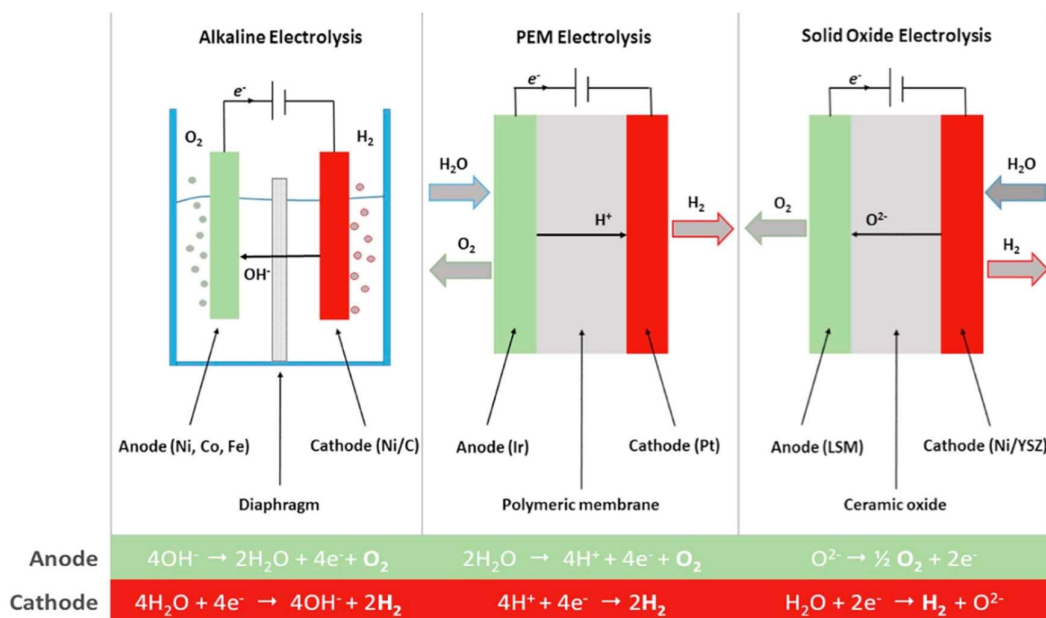 Alkaline Electrolysis
e-
O₂
H₂
OH-
Anode (Ni, Co, Fe)
Cathode (Ni/C)
Diaphragm
PEM Electrolysis
e-
H₂O
H₂
H⁺
O₂
Anode (Ir)
Cathode (Pt)
Polymeric membrane
Solid Oxide Electrolysis
e-
H₂O
O₂
O²⁻
H₂
Anode (LSM)
Cathode (Ni/YSZ)
Ceramic oxide
Anode 4OH⁻ → 2H₂O + 4e⁻+ O₂ 2H₂O → 4H⁺ + 4e⁻ + O₂ O²⁻ → ½ O₂ + 2e⁻
Cathode 4H₂O + 4e⁻ → 4OH⁻ + 2H₂ 4H⁺ + 4e⁻ → 2H₂ H₂O + 2e⁻ → H₂ + O²⁻